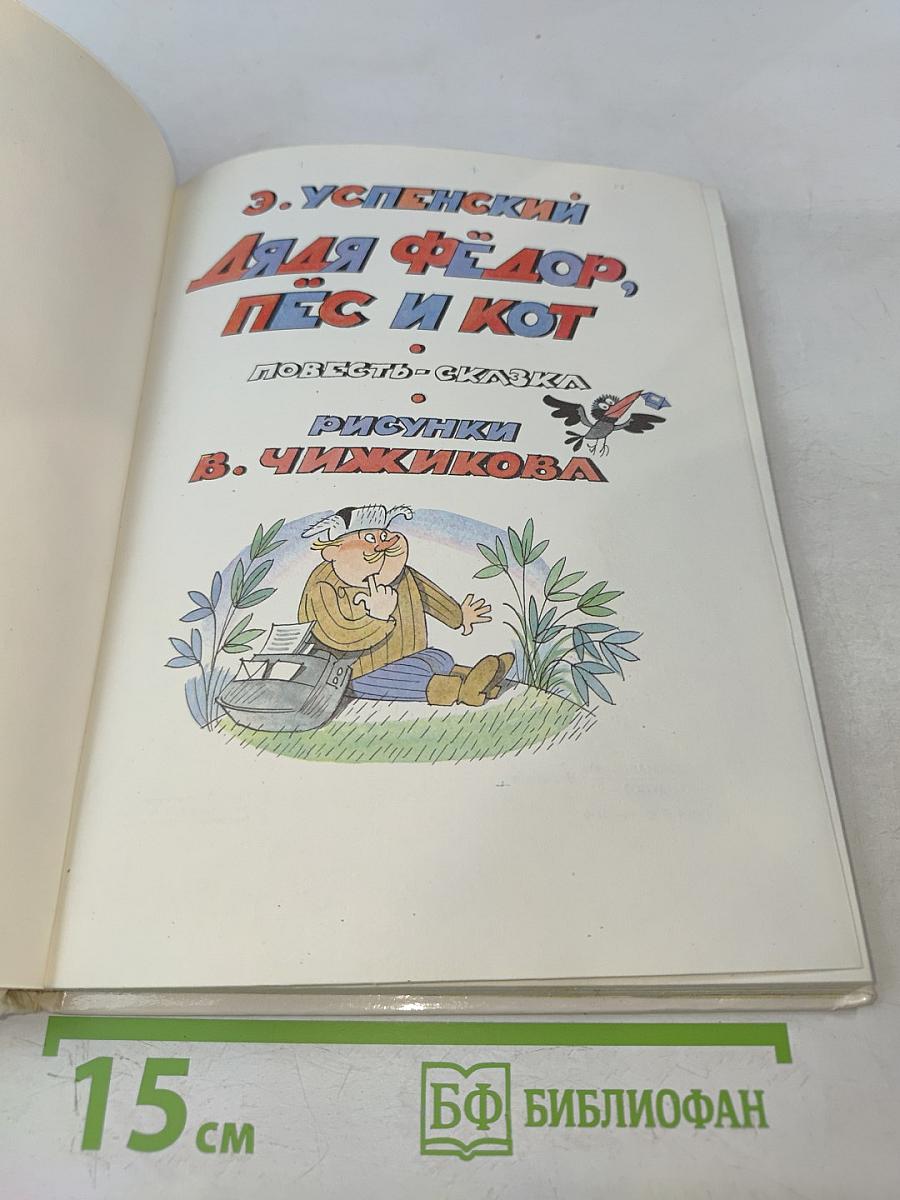 Э. УСПЕНСКИЙ
ДЯДЯ ФЁДОР,
ПЁС И КОТ
ПОВЕСТЬ-СКАЗКА
РИСУНКИ
В. ЧИЖИКОВА
15 см
БФ БИБЛИОФАН